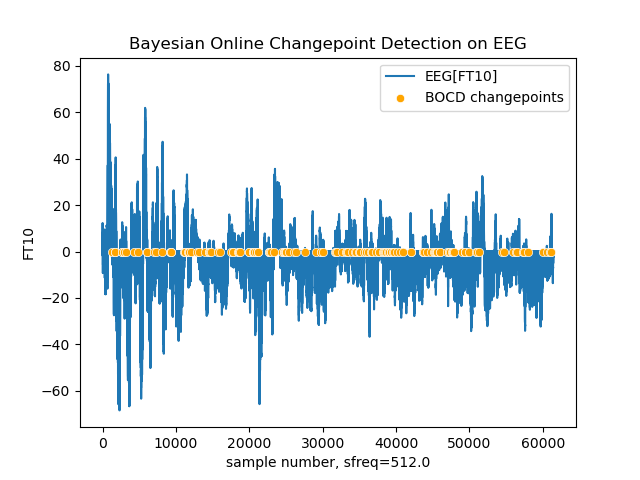 Bayesian Online Changepoint Detection on EEG
EEG[FT10]
BOCD changepoints
80
60
40
20
0
−20
−40
−60
FT10
0 10000 20000 30000 40000 50000 60000
sample number, sfreq=512.0